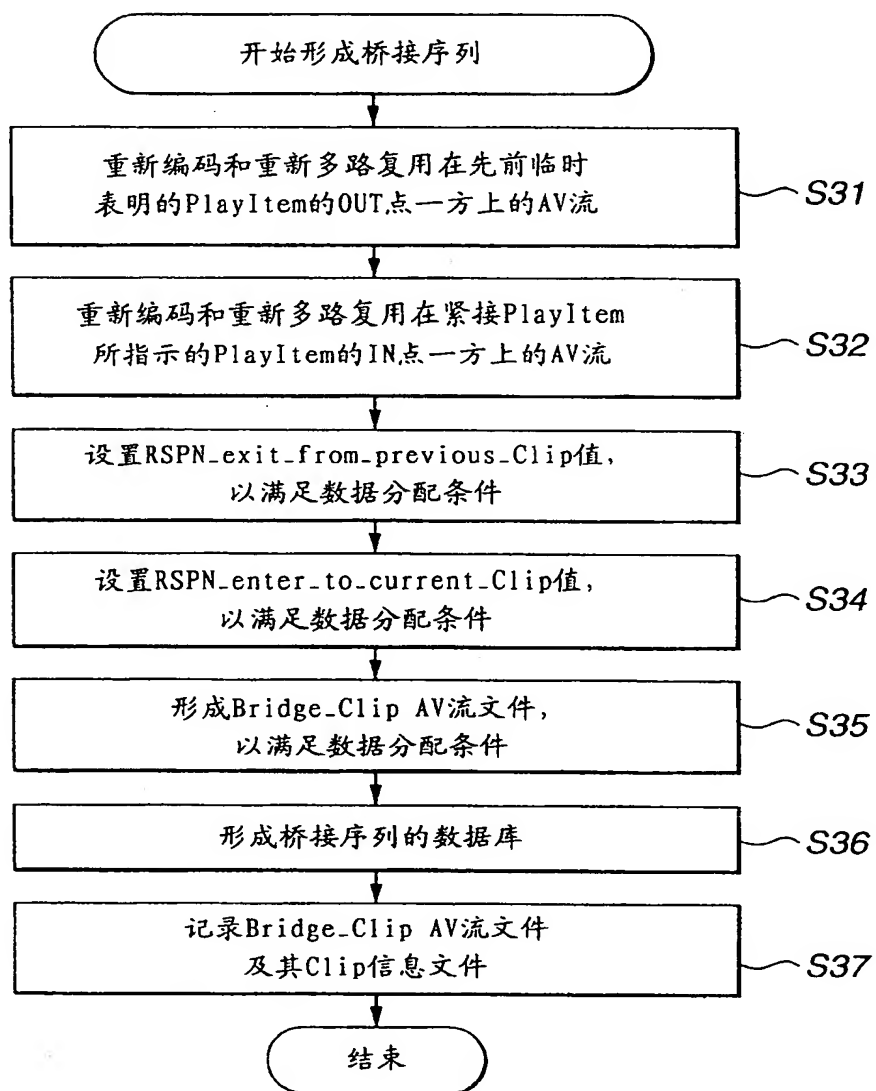 开始形成桥接序列
重新编码和重新多路复用在先前临时
表明的PlayItem的OUT点一方上的AV流
S31
重新编码和重新多路复用在紧接PlayItem
所指示的PlayItem的IN点一方上的AV流
S32
设置RSPN_exit_from_previous_Clip值，
以满足数据分配条件
S33
设置RSPN_enter_to_current_Clip值，
以满足数据分配条件
S34
形成Bridge_Clip AV流文件，
以满足数据分配条件
S35
形成桥接序列的数据库
S36
记录Bridge_Clip AV流文件
及其Clip信息文件
S37
结束